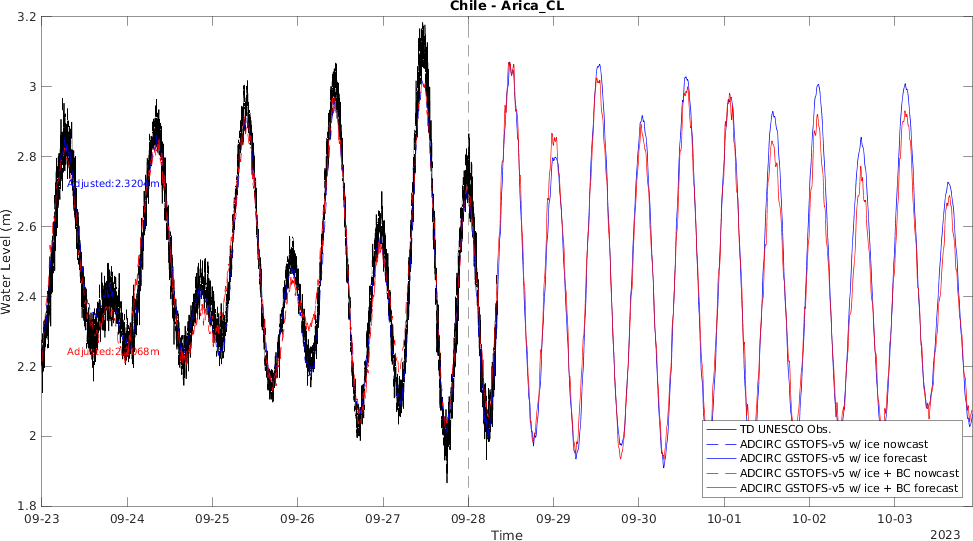 Chile - Arica_CL
3.2
3
2.8
2.6
2.4
2.2
2
1.8
Water Level (m)
Adjusted:2.3204m
TD UNESCO Obs.
ADCIRC GSTOFS-v5 w/ ice nowcast
ADCIRC GSTOFS-v5 w/ ice forecast
ADCIRC GSTOFS-v5 w/ ice + BC nowcast
ADCIRC GSTOFS-v5 w/ ice + BC forecast
09-23
09-24
09-25
09-26
09-27
09-28
09-29
09-30
10-01
10-02
10-03
Time
2023